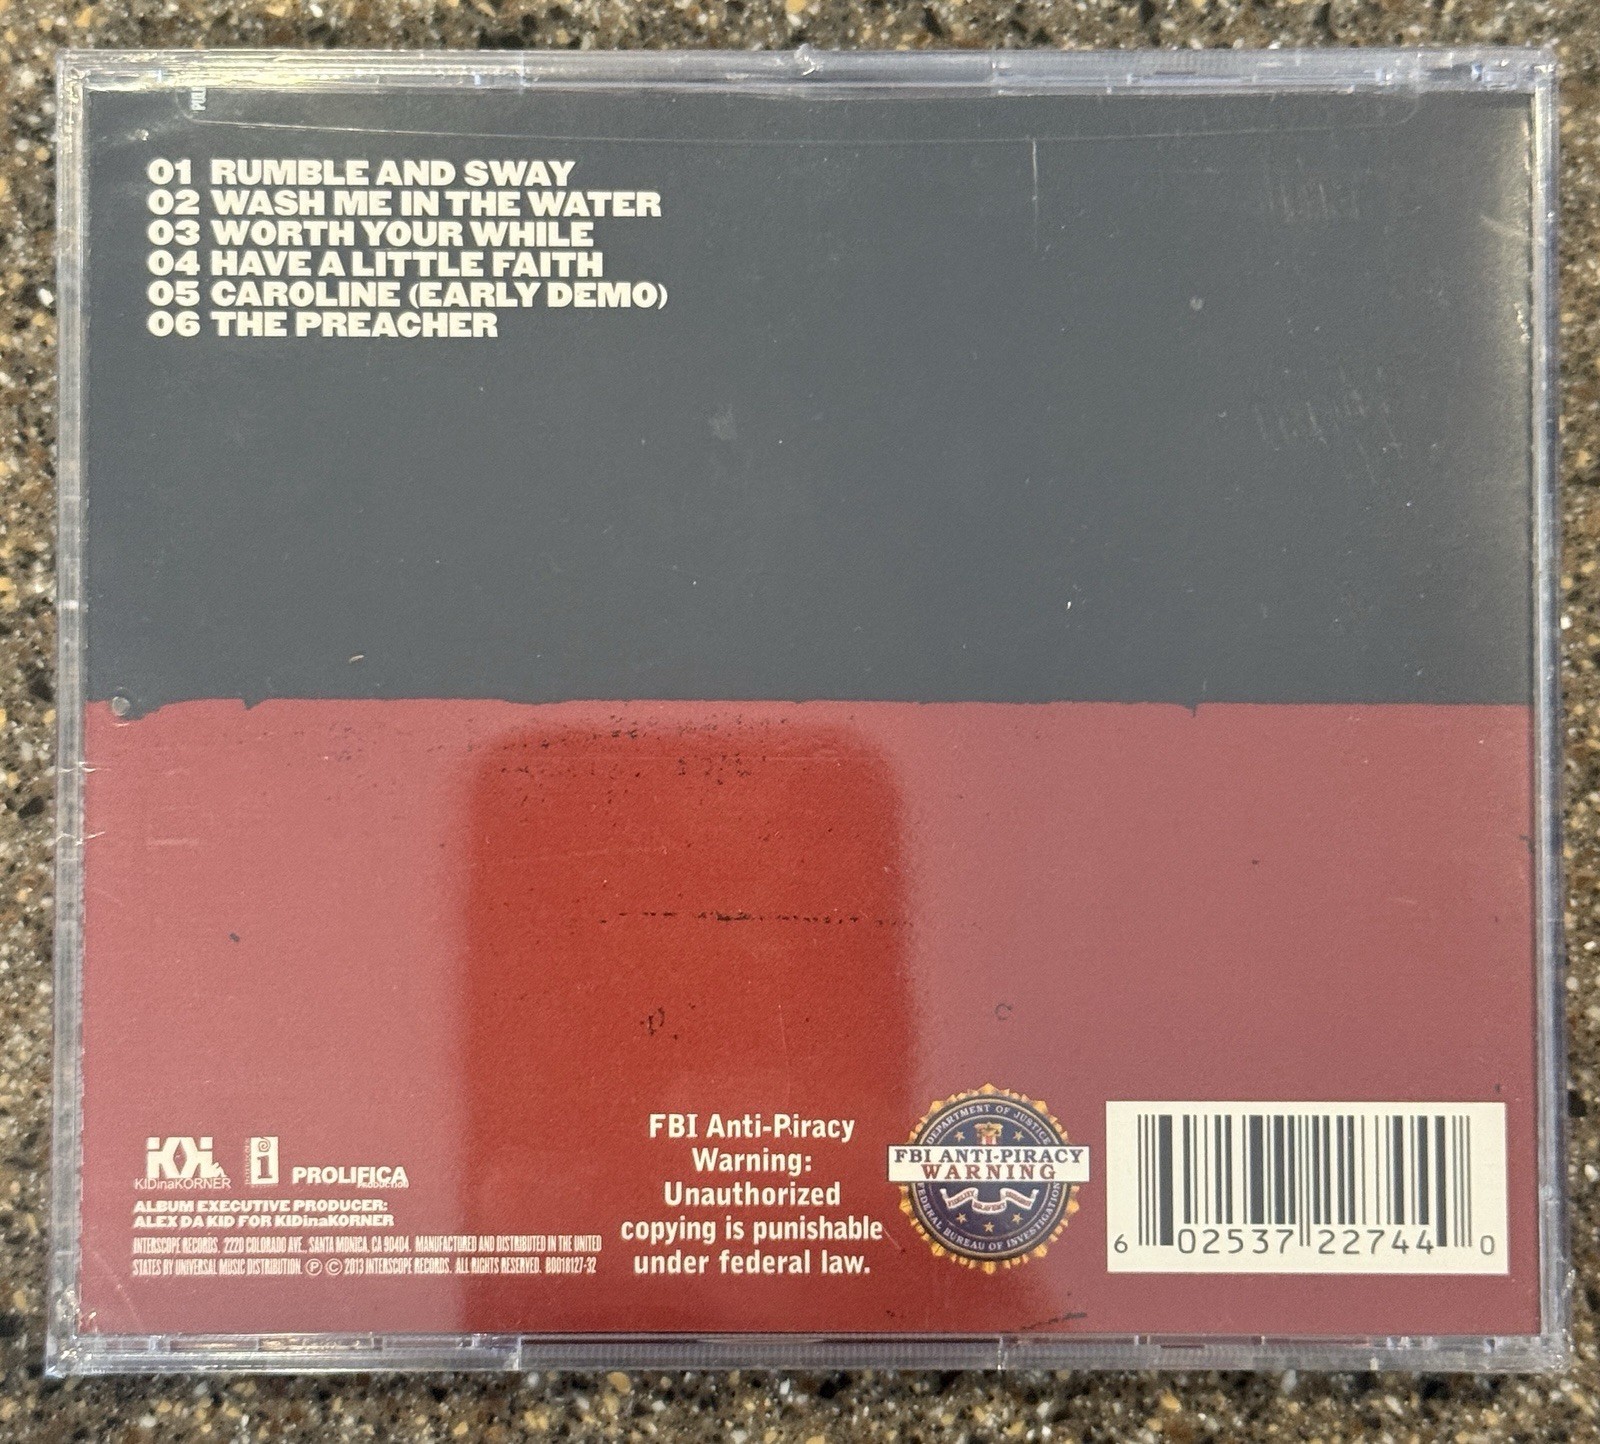 01 RUMBLE AND SWAY
02 WASH ME IN THE WATER
03 WORTH YOUR WHILE
04 HAVE A LITTLE FAITH
05 CAROLINE (EARLY DEMO)
06 THE PREACHER
KIDinaKORNER
i
PROLIFICA
ALBUM EXECUTIVE PRODUCER:
ALEX DA KID FOR KIDinaKORNER
INTERSCOPE RECORDS, 2220 COLORADO AVE., SANTA MONICA, CA 90404. MANUFACTURED AND DISTRIBUTED IN THE UNITED
STATES BY UNIVERSAL MUSIC DISTRIBUTION. Ⓟ © 2013 INTERSCOPE RECORDS. ALL RIGHTS RESERVED. B0018127-32
FBI Anti-Piracy
Warning:
Unauthorized
copying is punishable
under federal law.
DEPARTMENT OF JUSTICE
FBI ANTI-PIRACY
WARNING
FEDERAL BUREAU OF INVESTIGATION
6 02537 22744 0